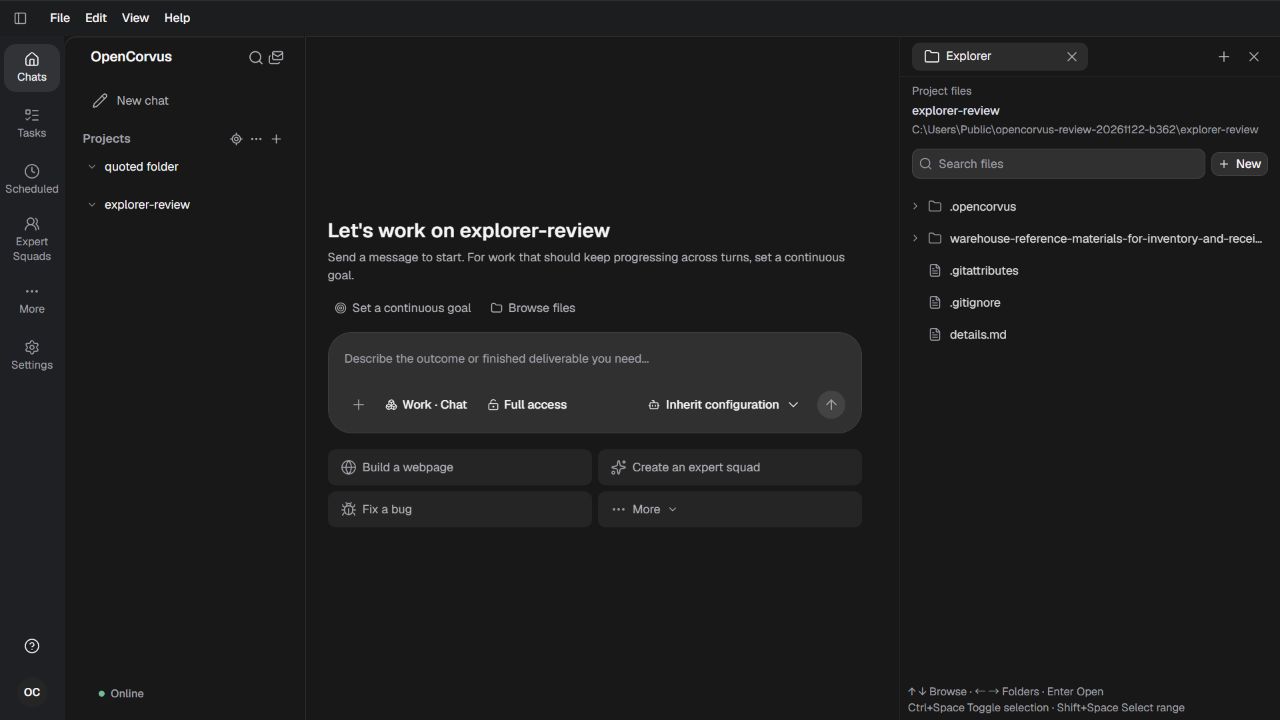 File Edit View Help
Chats
Tasks
Scheduled
Expert
Squads
More
Settings
OC
OpenCorvus
New chat
Projects
quoted folder
explorer-review
Online
Let's work on explorer-review
Send a message to start. For work that should keep progressing across turns, set a continuous
goal.
Set a continuous goal Browse files
Describe the outcome or finished deliverable you need...
Work · Chat Full access Inherit configuration
Build a webpage Create an expert squad
Fix a bug More
Explorer
Project files
explorer-review
C:\Users\Public\opencorvus-review-20261122-b362\explorer-review
Search files New
.opencorvus
warehouse-reference-materials-for-inventory-and-recei...
.gitattributes
.gitignore
details.md
↑↓ Browse · ←→ Folders · Enter Open
Ctrl+Space Toggle selection · Shift+Space Select range